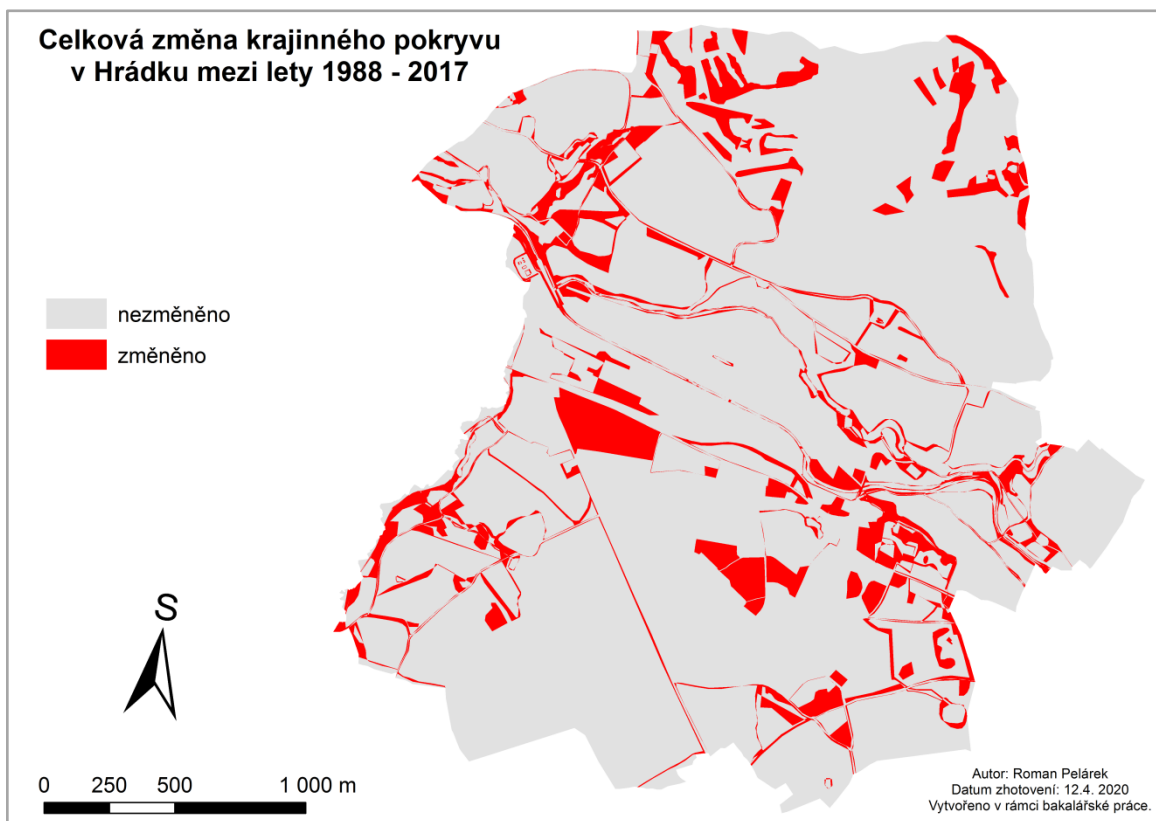 Celková změna krajinného pokryvu
v Hrádku mezi lety 1988 - 2017
nezměněno
změněno
S
0 250 500 1 000 m
Autor: Roman Pelárek
Datum zhotovení: 12.4. 2020
Vytvořeno v rámci bakalářské práce.